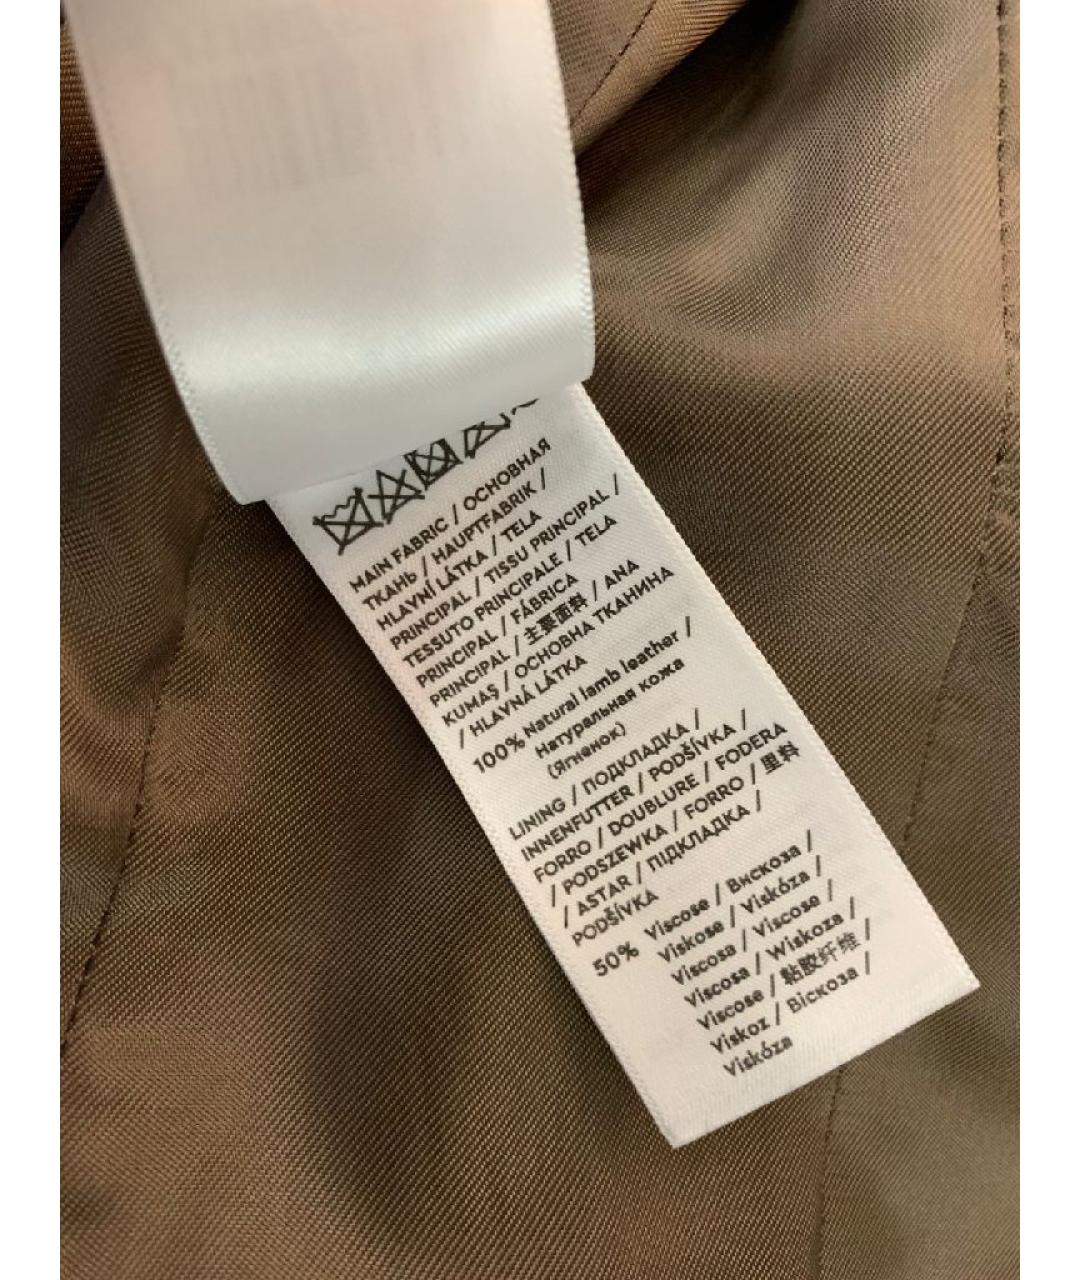 MAIN FABRIC / ОСНОВНАЯ
ТКАНЬ / HAUPTFABRIK /
HLAVNÍ LÁTKA / TELA
PRINCIPAL / TISSU PRINCIPAL /
TESSUTO PRINCIPALE / TELA
PRINCIPAL / FÁBRICA
PRINCIPAL / 主要面料 / ANA
KUMAŞ / ОСНОВНА ТКАНИНА
/ HLAVNÁ LÁTKA
100% Natural lamb leather /
Натуральная кожа
(Ягненок)
LINING / ПОДКЛАДКА /
INNENFUTTER / PODŠÍVKA /
FORRO / DOUBLURE / FODERA
/ PODSZEWKA / FORRO / 里料
/ ASTAR / ПІДКЛАДКА /
PODŠÍVKA
50% Viscose / Вискоза /
Viskose / Viskóza /
Viscosa / Viscose /
Viscosa / Wiskoza /
Viscose / 粘胶纤维 /
Viskoz / Віскоза /
Viskóza